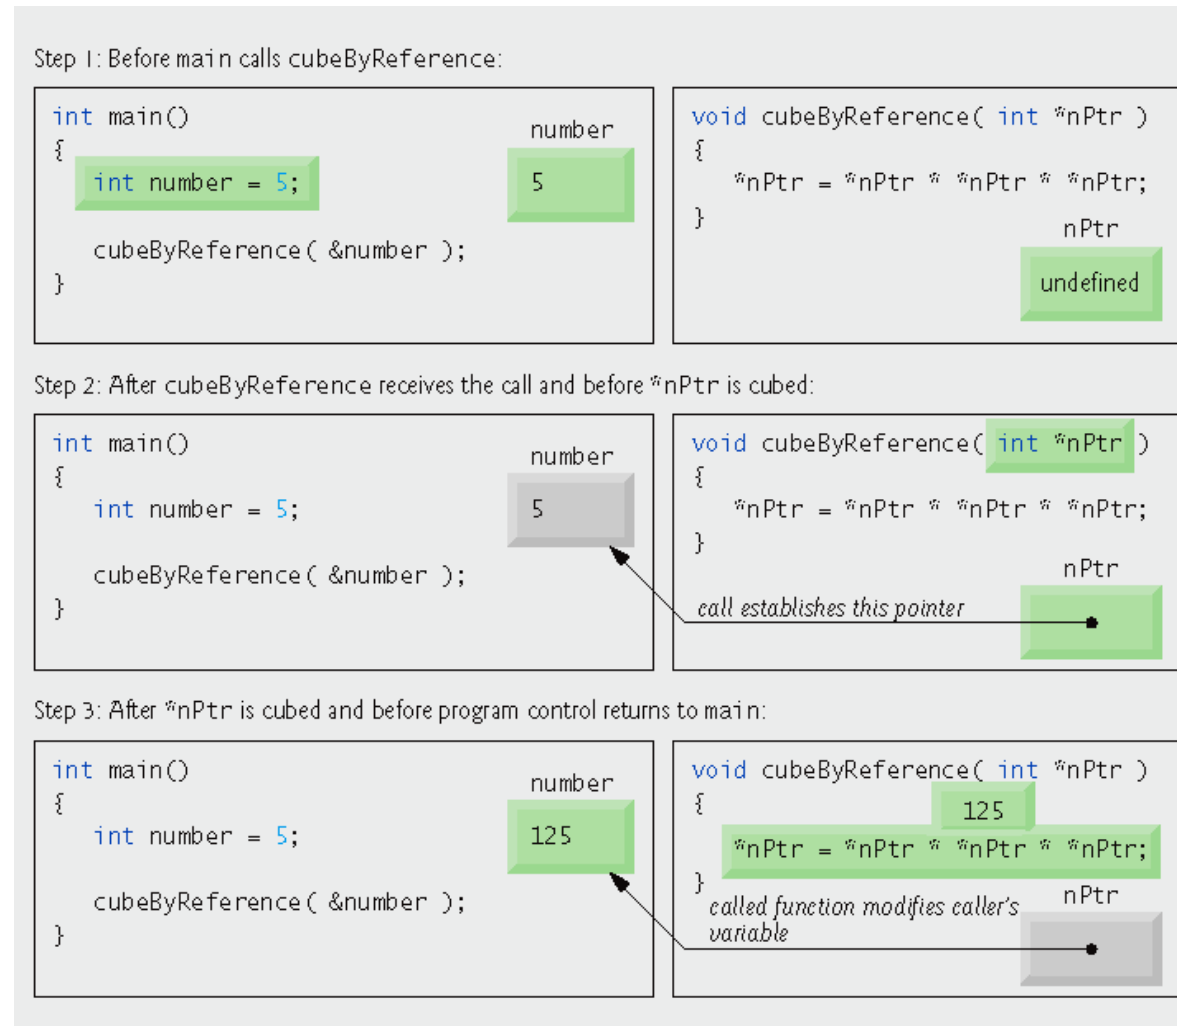 Step 1: Before main calls cubeByReference:
int main()
{
int number = 5;
cubeByReference( &number );
}
number
5
void cubeByReference( int *nPtr )
{
*nPtr = *nPtr * *nPtr * *nPtr;
}
nPtr
undefined
Step 2: After cubeByReference receives the call and before *nPtr is cubed:
int main()
{
int number = 5;
cubeByReference( &number );
}
number
5
void cubeByReference( int *nPtr )
{
*nPtr = *nPtr * *nPtr * *nPtr;
}
nPtr
call establishes this pointer
Step 3: After *nPtr is cubed and before program control returns to main:
int main()
{
int number = 5;
cubeByReference( &number );
}
number
125
void cubeByReference( int *nPtr )
{
125
*nPtr = *nPtr * *nPtr * *nPtr;
}
called function modifies caller's
variable
nPtr